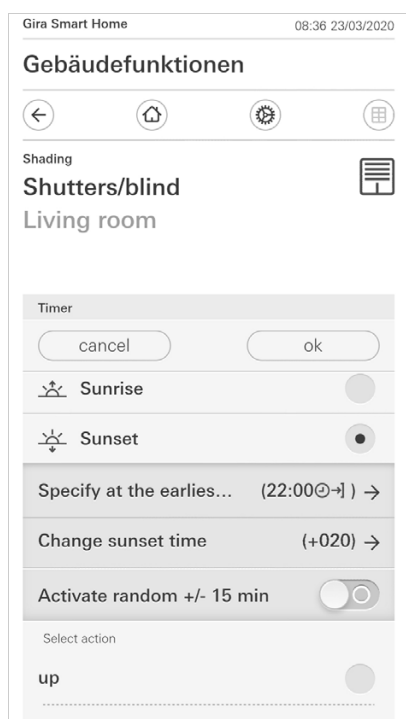 Gira Smart Home 08:36 23/03/2020
Gebäudefunktionen
Shading
Shutters/blind
Living room
Timer
cancel ok
Sunrise
Sunset
Specify at the earlies... (22:00 )
Change sunset time (+020)
Activate random +/- 15 min
Select action
up